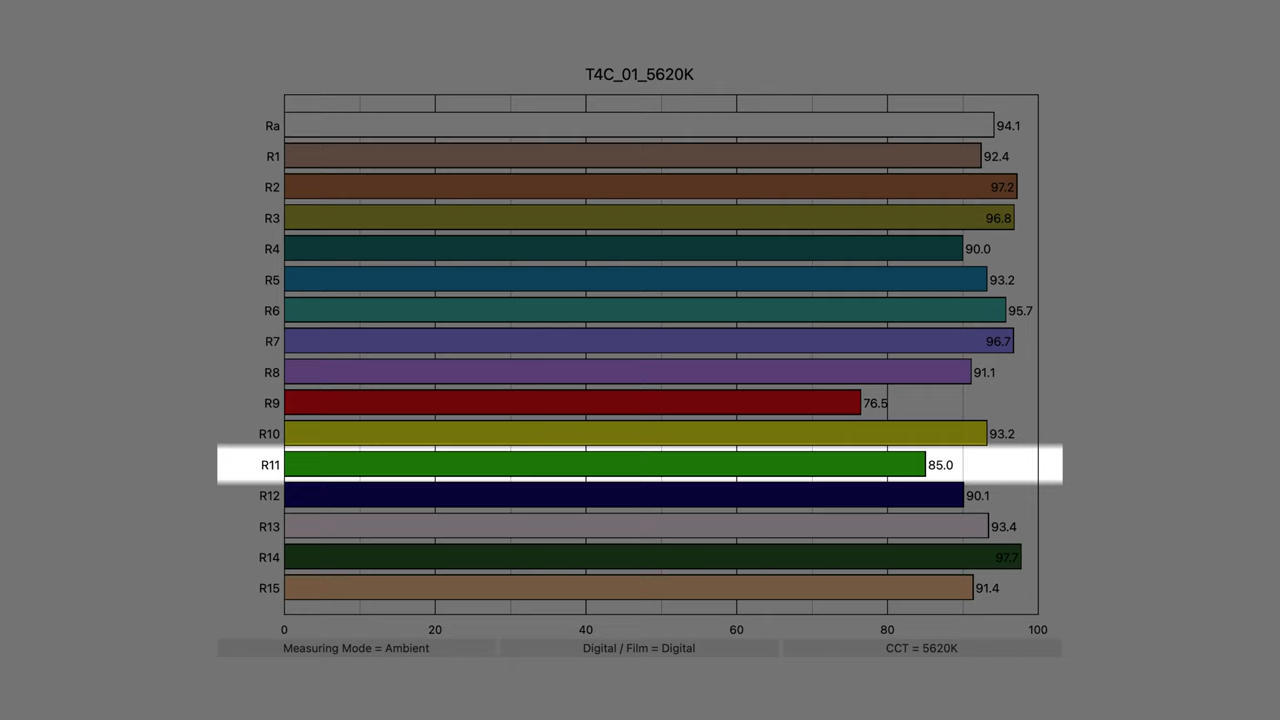 T4C_01_5620K
Ra 94.1
R1 92.4
R2 97.2
R3 96.8
R4 90.0
R5 93.2
R6 95.7
R7 96.7
R8 91.1
R9 76.5
R10 93.2
R11 85.0
R12 90.1
R13 93.4
R14 97.7
R15 91.4
0 20 40 60 80 100
Measuring Mode = Ambient Digital / Film = Digital CCT = 5620K